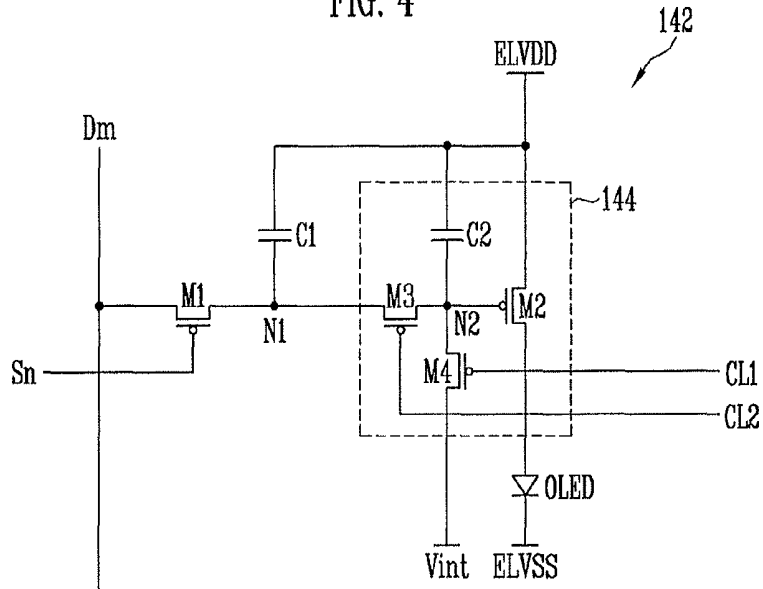 FIG. 4
142
ELVDD
Dm
144
C1
C2
M1
M3
M2
N1
N2
Sn
M4
CL1
CL2
OLED
Vint
ELVSS